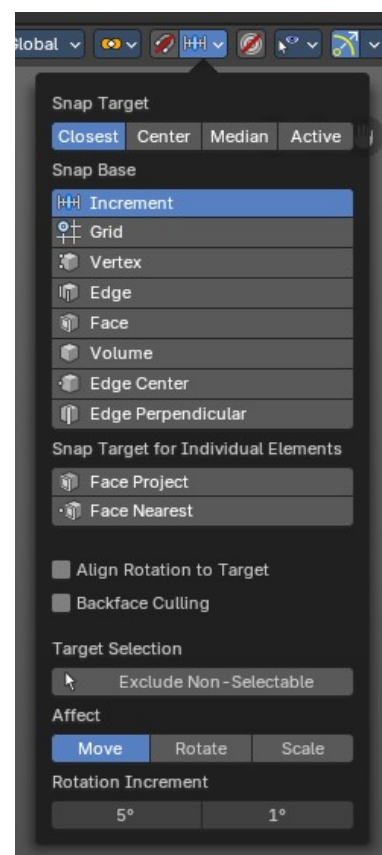 Global
Snap Target
Closest Center Median Active
Snap Base
Increment
Grid
Vertex
Edge
Face
Volume
Edge Center
Edge Perpendicular
Snap Target for Individual Elements
Face Project
Face Nearest
Align Rotation to Target
Backface Culling
Target Selection
Exclude Non-Selectable
Affect
Move Rotate Scale
Rotation Increment
5° 1°